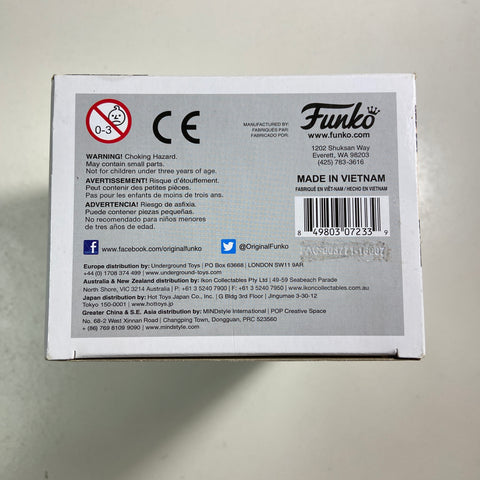 0-3
CE
MANUFACTURED BY:
FABRIQUÉS PAR:
FABRICADO POR:
Funko
www.funko.com
1202 Shuksan Way
Everett, WA 98203
(425) 783-3616
WARNING! Choking Hazard.
May contain small parts.
Not for children under three years of age.
AVERTISSEMENT! Risque d'étouffement.
Peut contenir des petites pièces.
Pas pour les enfants de moins de trois ans.
ADVERTENCIA! Riesgo de asfixia.
Puede contener piezas pequeñas.
No recomendado para niños menores
de tres años de edad.
MADE IN VIETNAM
FABRIQUÉ EN VIÊT-NAM / HECHO EN VIETNAM
8 49803 07233 9
www.facebook.com/originalfunko
@OriginalFunko
Europe distribution by: Underground Toys | PO Box 63668 | LONDON SW11 9AR
+44 (0) 1708 374 499 | www.underground-toys.com
Australia & New Zealand distribution by: Ikon Collectables Pty. Ltd | 49-59 Seabeach Parade
North Shore, VIC 3214 Australia | P: +61 3 5240 7900 | F: +61 3 5240 7950 | www.ikoncollectables.com.au
Japan distribution by: Hot Toys Japan Co., Inc. | G Bldg 3rd Floor | Jingumae 3-30-12
Tokyo 150-0001 | www.hottoys.jp
Greater China & S.E. Asia distribution by: MINDstyle International | POP Creative Space
No. 68-2 West Xinnan Road | Changping Town, Dongguan, PRC 523560
+ (86) 769 8109 9090 | www.mindstyle.com